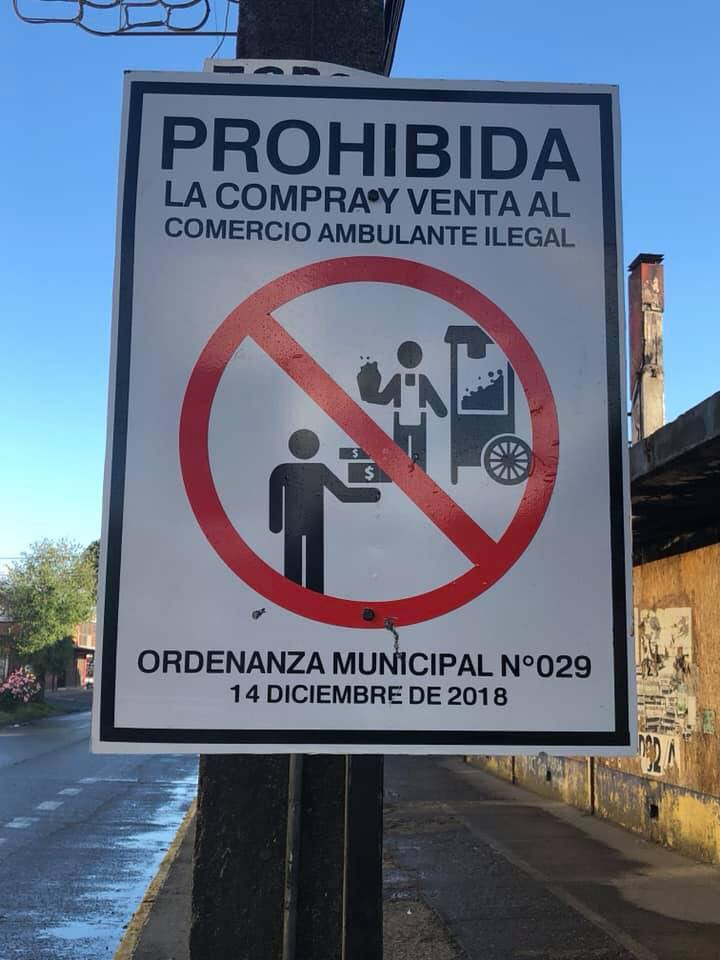 PROHIBIDA
LA COMPRA Y VENTA AL
COMERCIO AMBULANTE ILEGAL
$
$
ORDENANZA MUNICIPAL N°029
14 DICIEMBRE DE 2018